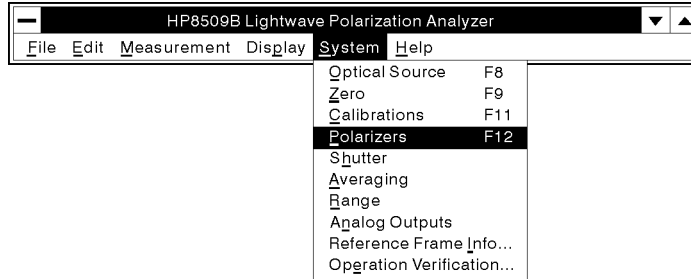 HP8509B Lightwave Polarization Analyzer
File Edit Measurement Display System Help
Optical Source F8
Zero F9
Calibrations F11
Polarizers F12
Shutter
Averaging
Range
Analog Outputs
Reference Frame Info...
Operation Verification...